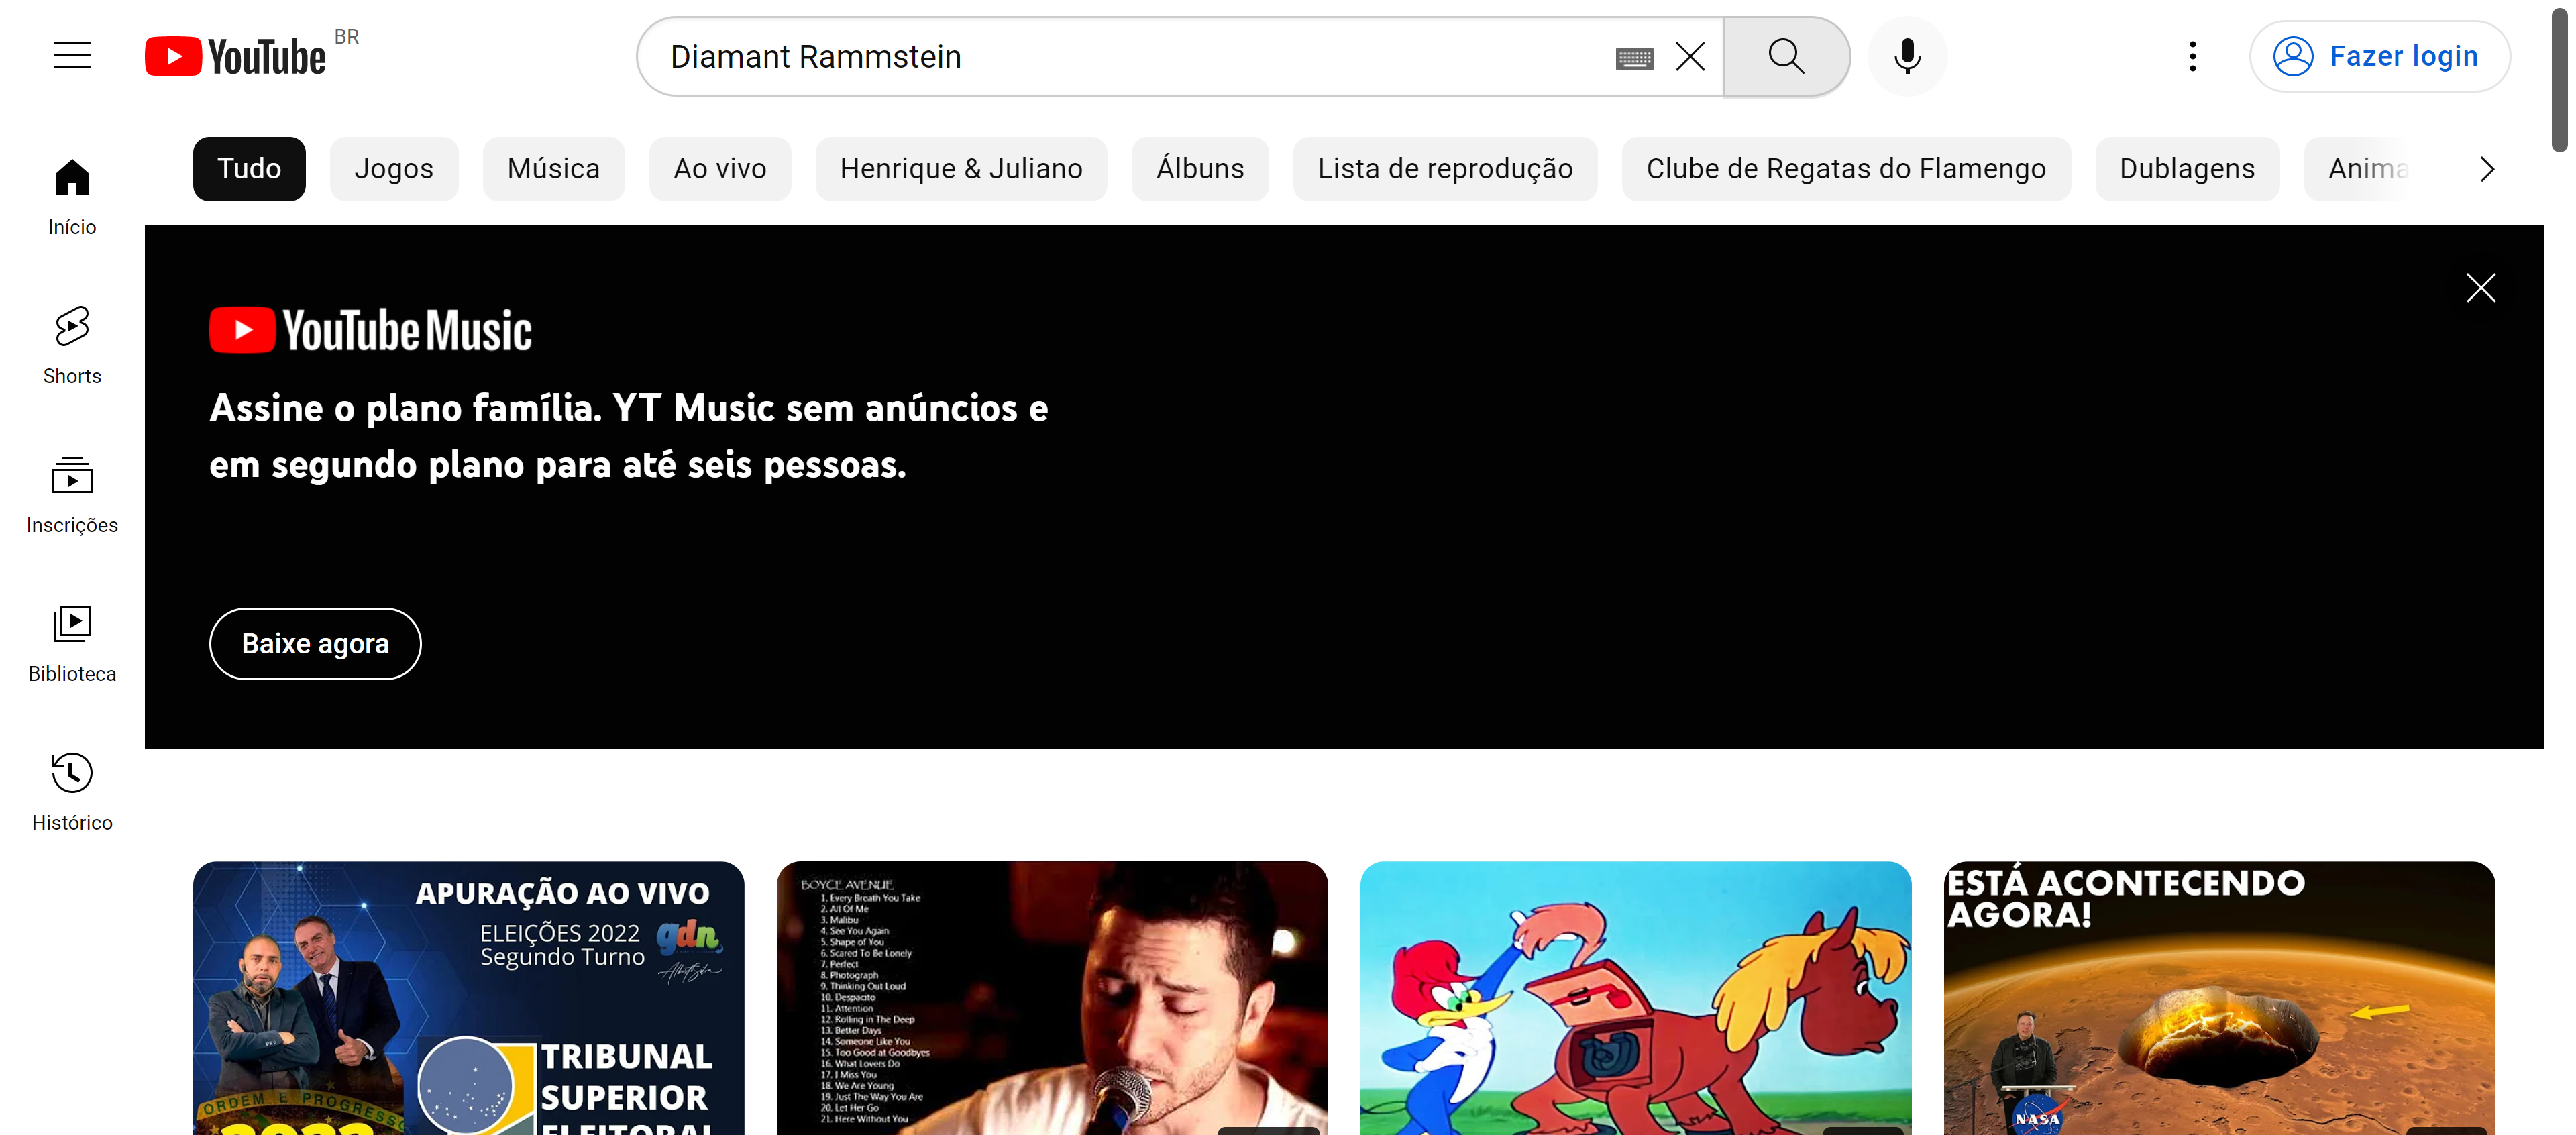 YouTube BR
Diamant Rammstein
Fazer login
Tudo
Jogos
Música
Ao vivo
Henrique & Juliano
Álbuns
Lista de reprodução
Clube de Regatas do Flamengo
Dublagens
Anima
Início
Shorts
Inscrições
Biblioteca
Histórico
YouTube Music
Assine o plano família. YT Music sem anúncios e
em segundo plano para até seis pessoas.
Baixe agora
APURAÇÃO AO VIVO
ELEIÇÕES 2022
Segundo Turno
gdn
TRIBUNAL
SUPERIOR
ELEITORAL
ORDEM E PROGRESSO
2022
BOYCE AVENUE
1. Every Breath You Take
2. All Of Me
3. Malibu
4. See You Again
5. Shape of You
6. Scared To Be Lonely
7. Perfect
8. Photograph
9. Thinking Out Loud
10. Despacito
11. Attention
12. Rolling in The Deep
13. Better Days
14. Someone Like You
15. Too Good at Goodbyes
16. What Lovers Do
17. I Miss You
18. We Are Young
19. Just The Way You Are
20. Let Her Go
21. Here Without You
ESTÁ ACONTECENDO
AGORA!
NASA